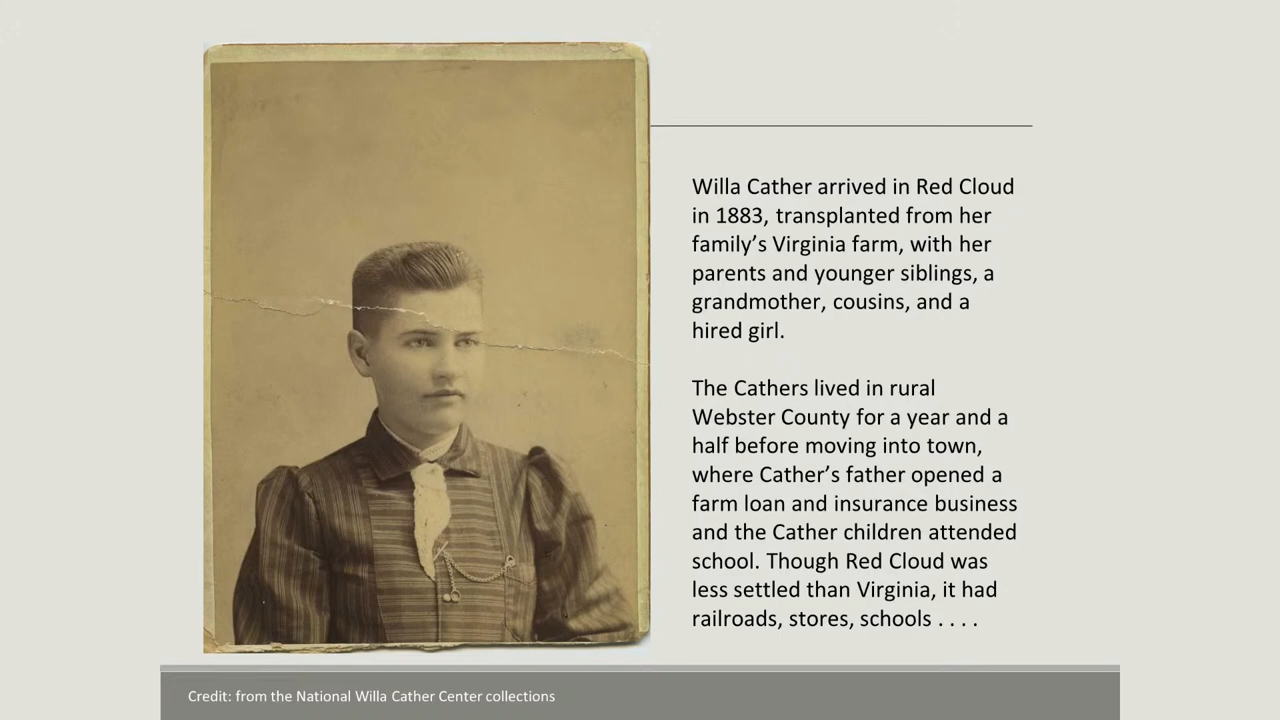 Willa Cather arrived in Red Cloud
in 1883, transplanted from her
family’s Virginia farm, with her
parents and younger siblings, a
grandmother, cousins, and a
hired girl.
The Cathers lived in rural
Webster County for a year and a
half before moving into town,
where Cather’s father opened a
farm loan and insurance business
and the Cather children attended
school. Though Red Cloud was
less settled than Virginia, it had
railroads, stores, schools . . . .
Credit: from the National Willa Cather Center collections